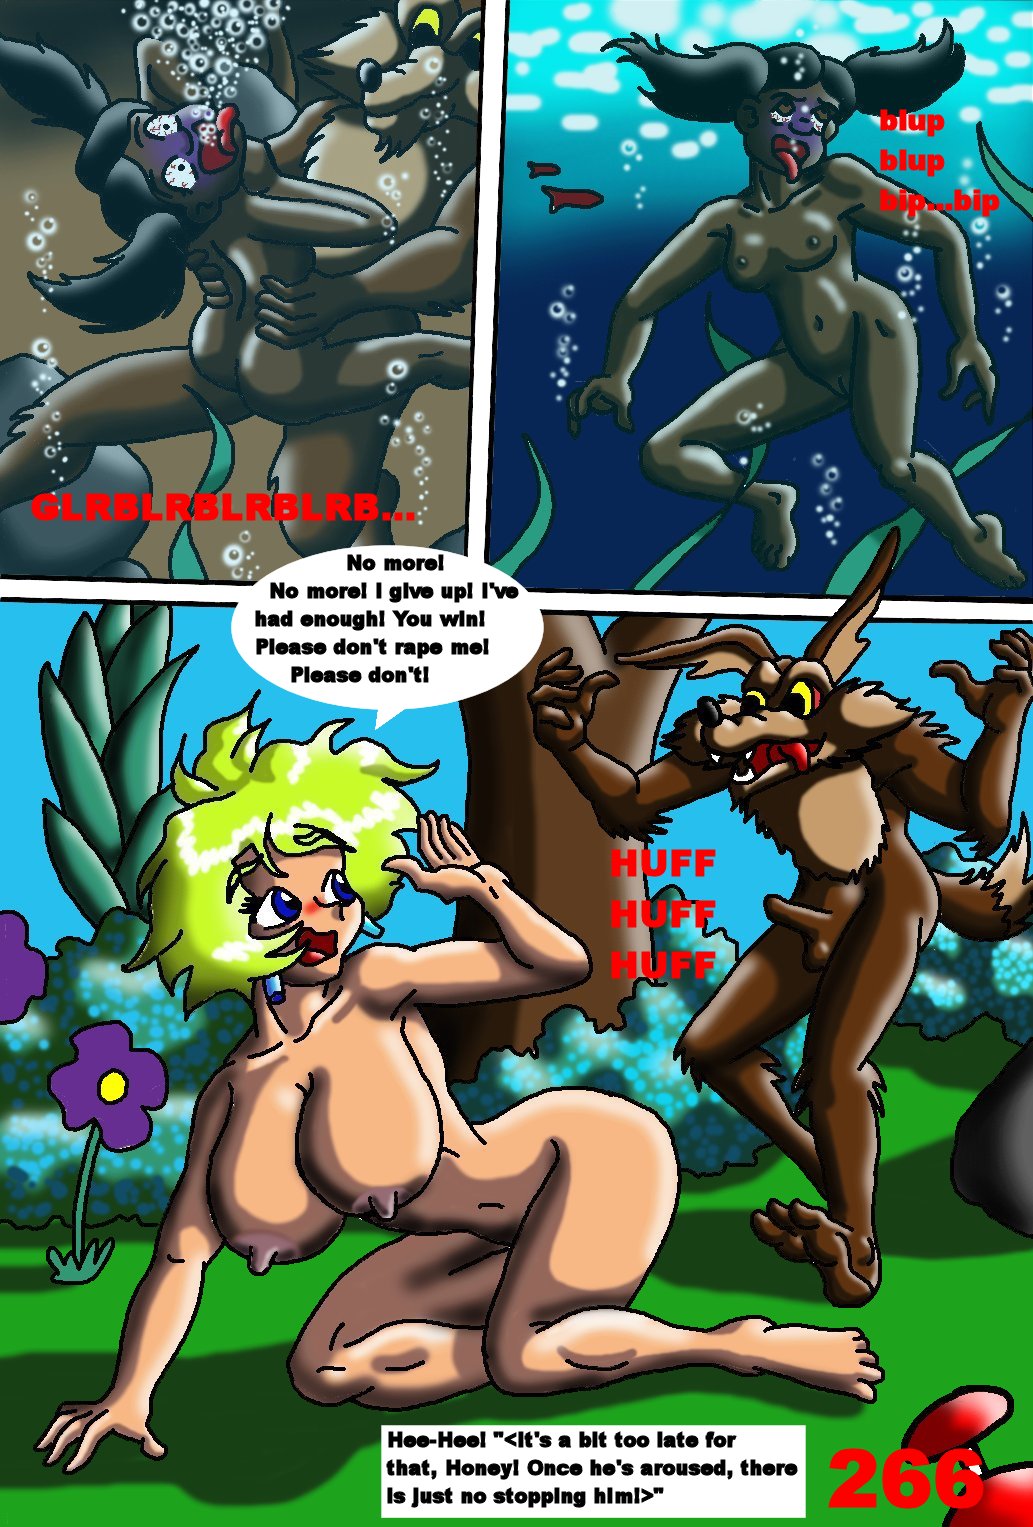 GLRBLRBLRBLRB...
blup
blup
bip...bip
No more!
No more! I give up! I've
had enough! You win!
Please don't rape me!
Please don't!
HUFF
HUFF
HUFF
Hee-Hee! "<It's a bit too late for
that, Honey! Once he's aroused, there
is just no stopping him!>"
266